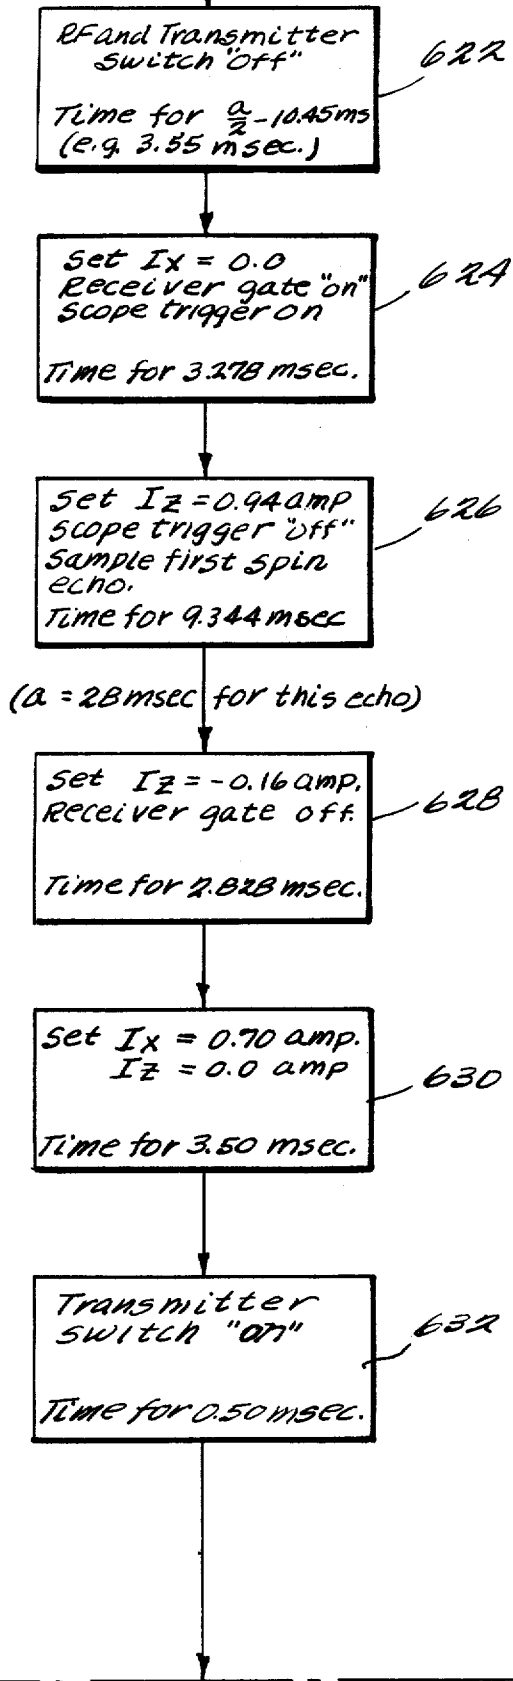 RF and Transmitter
switch "off"
622
Time for a/2 - 10.45 ms
(e.g. 3.55 msec.)
Set Ix = 0.0
Receiver gate "on"
Scope trigger on
624
Time for 3.278 msec.
Set Iz = 0.94 amp
Scope trigger "off"
Sample first spin
echo.
626
Time for 9.344 msec
(a = 28 msec for this echo)
Set Iz = -0.16 amp.
Receiver gate off.
628
Time for 2.828 msec.
Set Ix = 0.70 amp.
Iz = 0.0 amp
630
Time for 3.50 msec.
Transmitter
switch "on"
632
Time for 0.50 msec.